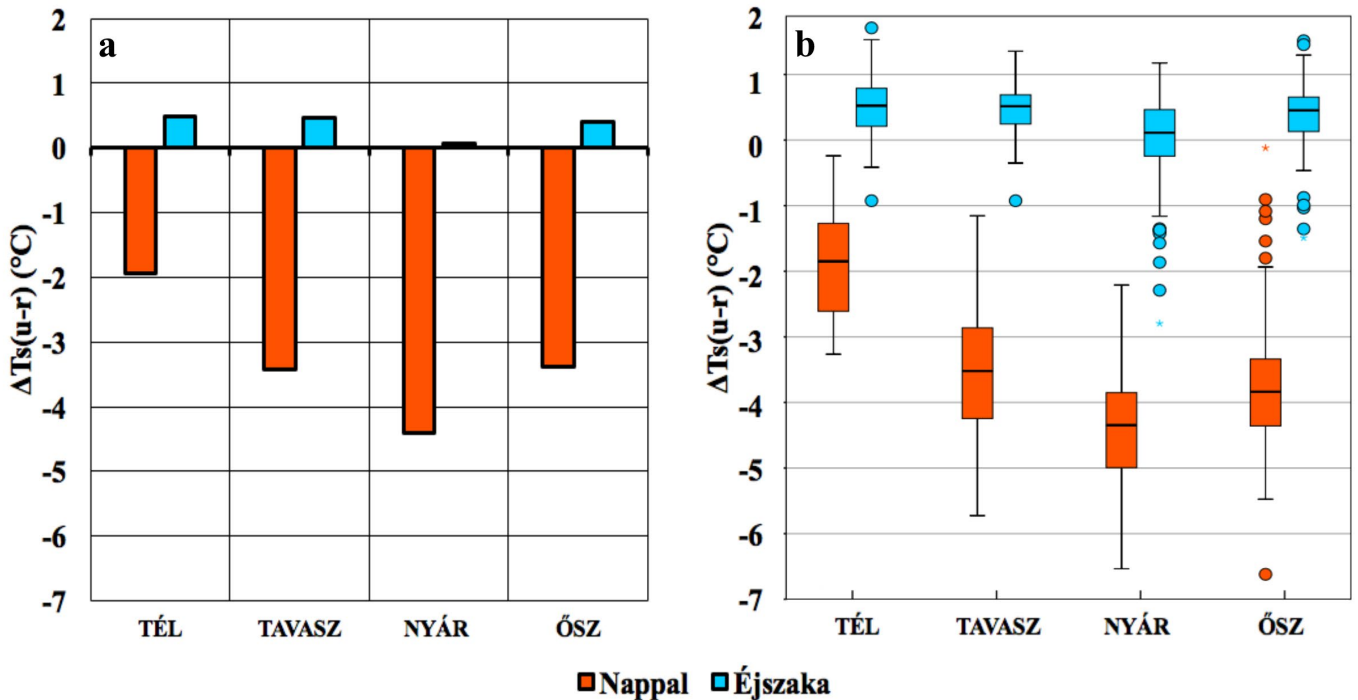 a
ΔTs(u-r) (°C)
2
1
0
-1
-2
-3
-4
-5
-6
-7
TÉL TAVASZ NYÁR ŐSZ
b
ΔTs(u-r) (°C)
2
1
0
-1
-2
-3
-4
-5
-6
-7
TÉL TAVASZ NYÁR ŐSZ
Nappal Éjszaka